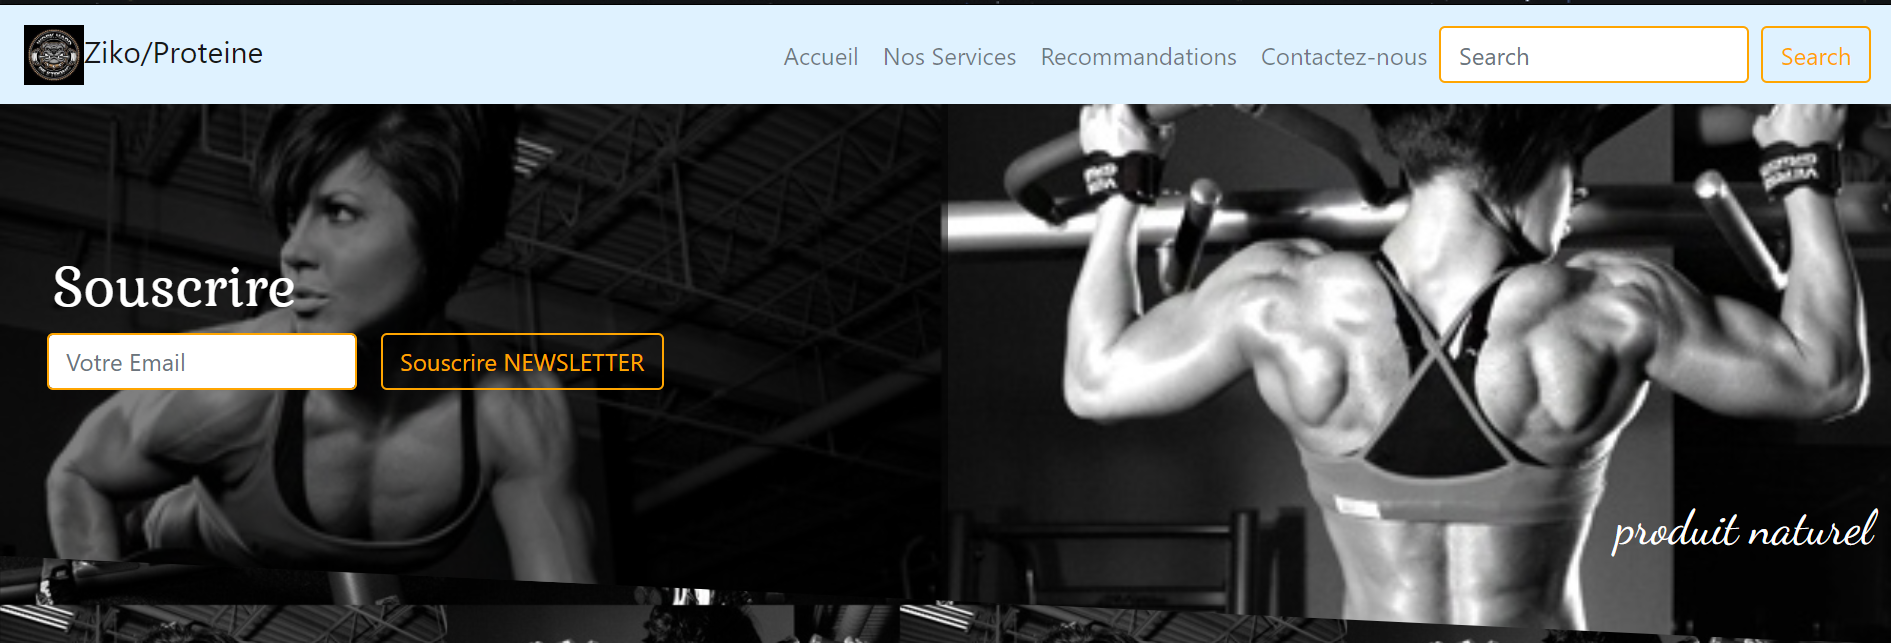 Ziko/Proteine
Accueil Nos Services Recommandations Contactez-nous Search Search
Souscrire
Votre Email Souscrire NEWSLETTER
produit naturel